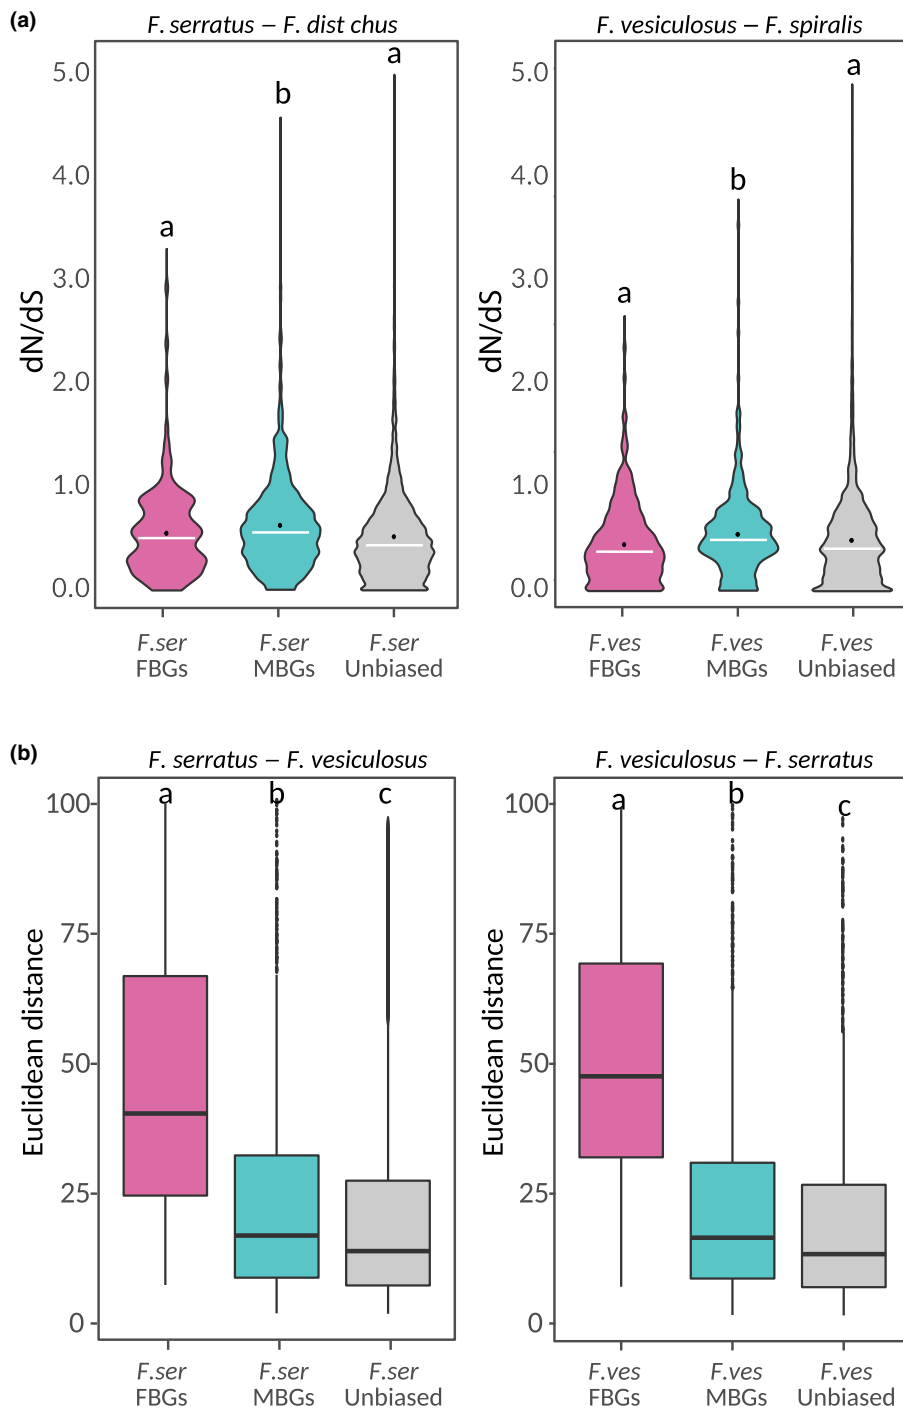 (a)
F. serratus – F. dist chus
F. vesiculosus – F. spiralis
dN/dS
5.0
4.0
3.0
2.0
1.0
0.0
a
b
a
F.ser
FBGs
F.ser
MBGs
F.ser
Unbiased
dN/dS
5.0
4.0
3.0
2.0
1.0
0.0
a
b
a
F.ves
FBGs
F.ves
MBGs
F.ves
Unbiased
(b)
F. serratus – F. vesiculosus
F. vesiculosus – F. serratus
Euclidean distance
100
75
50
25
0
a
b
c
F.ser
FBGs
F.ser
MBGs
F.ser
Unbiased
Euclidean distance
100
75
50
25
0
a
b
c
F.ves
FBGs
F.ves
MBGs
F.ves
Unbiased